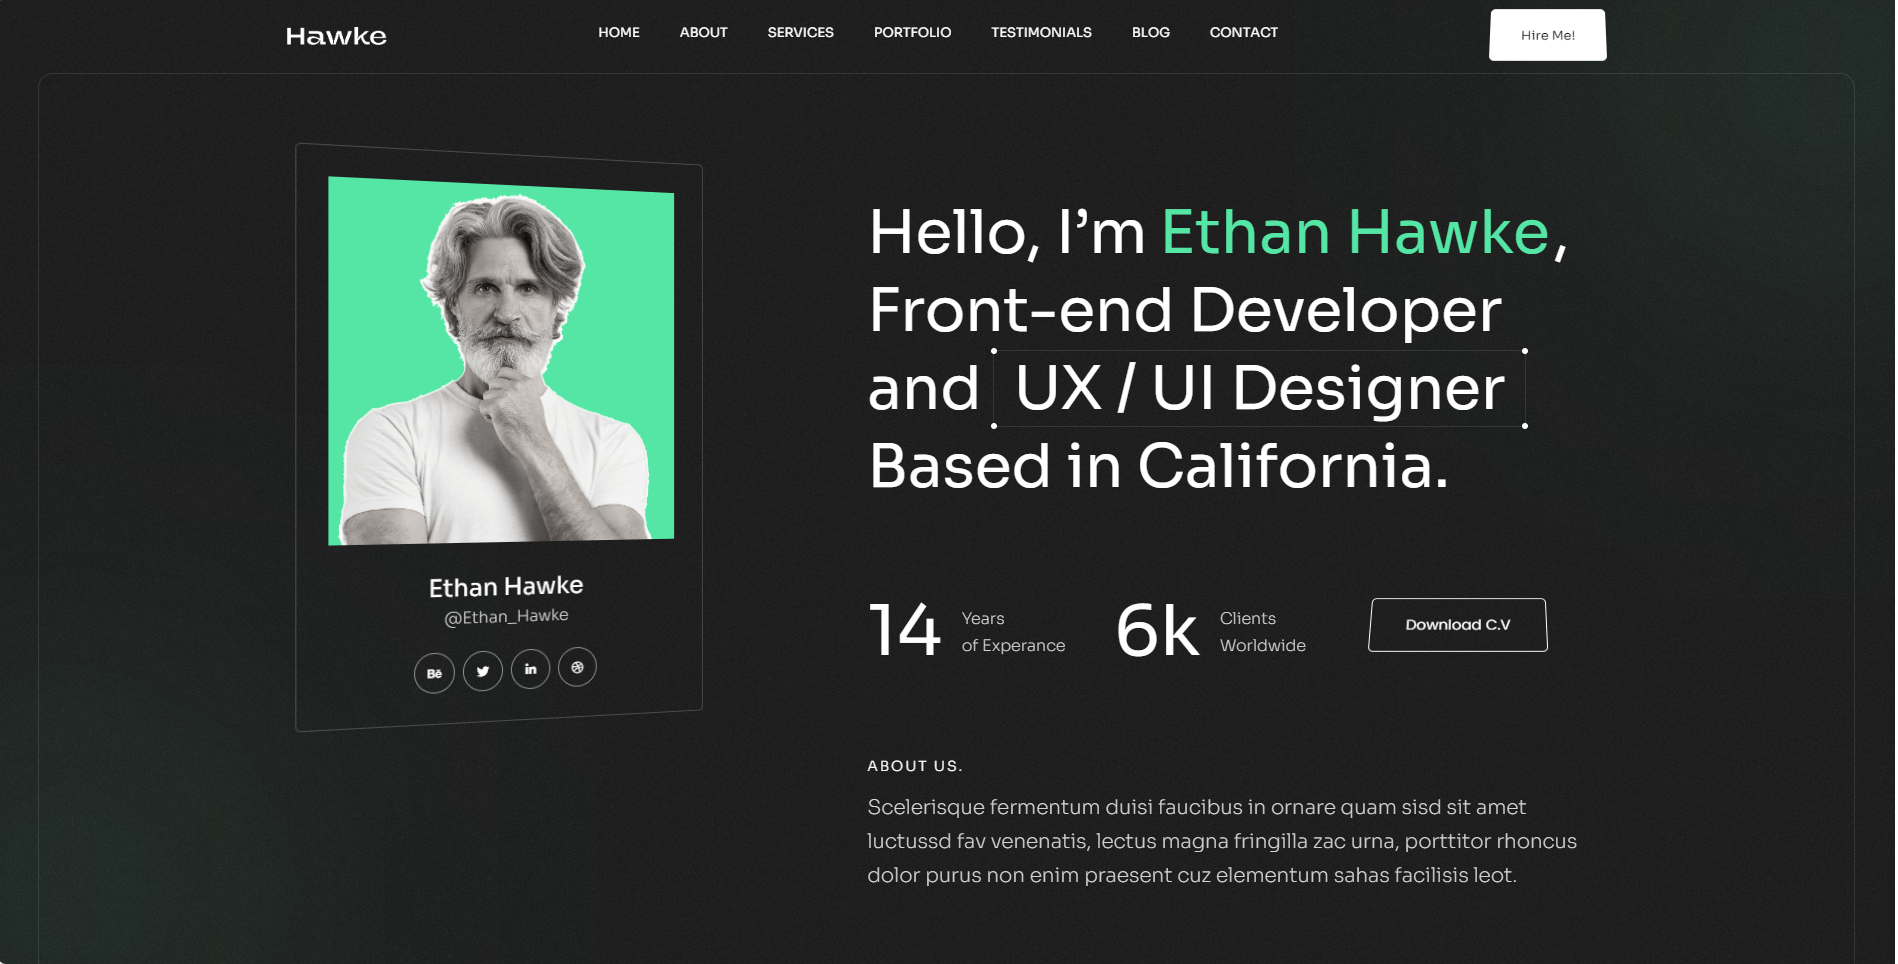 Hawke
HOME ABOUT SERVICES PORTFOLIO TESTIMONIALS BLOG CONTACT
Hire Me!
Ethan Hawke
@Ethan_Hawke
Bē
in
Hello, I’m Ethan Hawke,
Front-end Developer
and UX / UI Designer
Based in California.
14 Years
of Experance
6k Clients
Worldwide
Download C.V
ABOUT US.
Scelerisque fermentum duisi faucibus in ornare quam sisd sit amet
luctussd fav venenatis, lectus magna fringilla zac urna, porttitor rhoncus
dolor purus non enim praesent cuz elementum sahas facilisis leot.